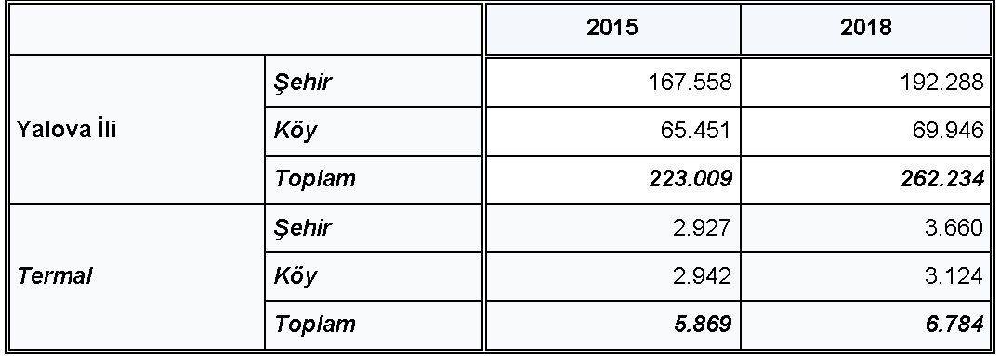 2015 2018
Yalova İli Şehir 167.558 192.288
Köy 65.451 69.946
Toplam 223.009 262.234
Termal Şehir 2.927 3.660
Köy 2.942 3.124
Toplam 5.869 6.784